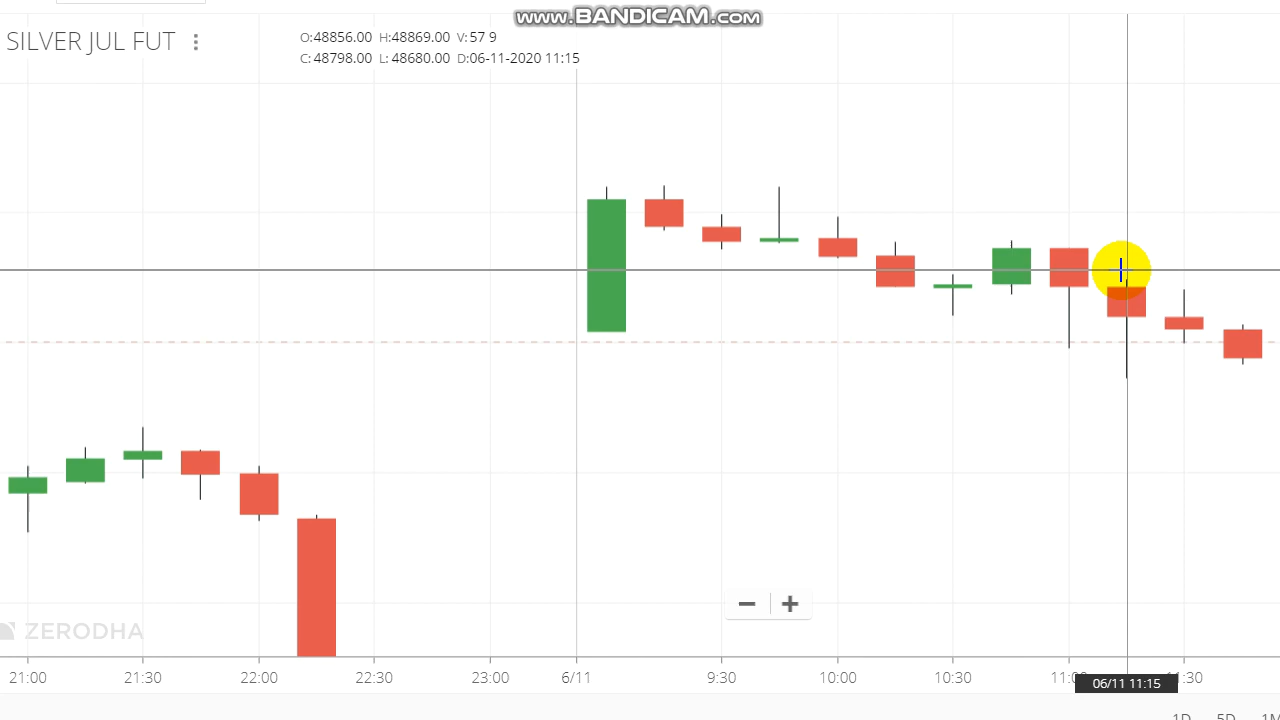 www.BANDICAM.com
SILVER JUL FUT
O:48856.00 H:48869.00 V:57 9
C:48798.00 L:48680.00 D:06-11-2020 11:15
ZERODHA
21:00 21:30 22:00 22:30 23:00 6/11 9:30 10:00 10:30
06/11 11:15